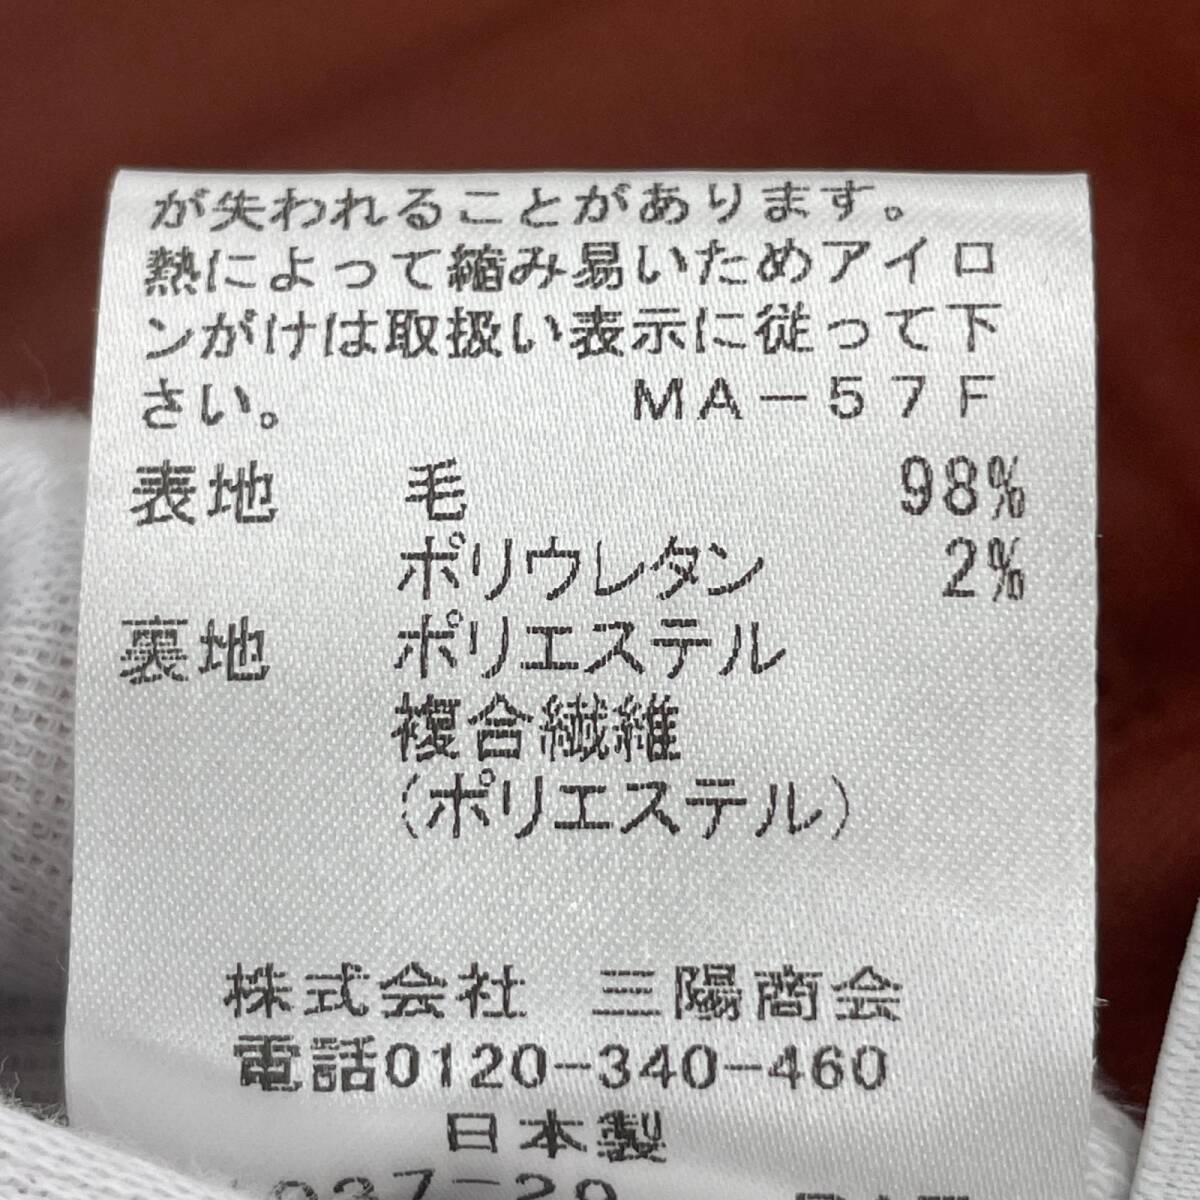 が失われることがあります。
熱によって縮み易いためアイロ
ンがけは取扱い表示に従って下
さい。 MA-57F
表地 毛 98%
ポリウレタン 2%
裏地 ポリエステル
複合繊維
(ポリエステル)
株式会社 三陽商会
電話0120-340-460
日本製